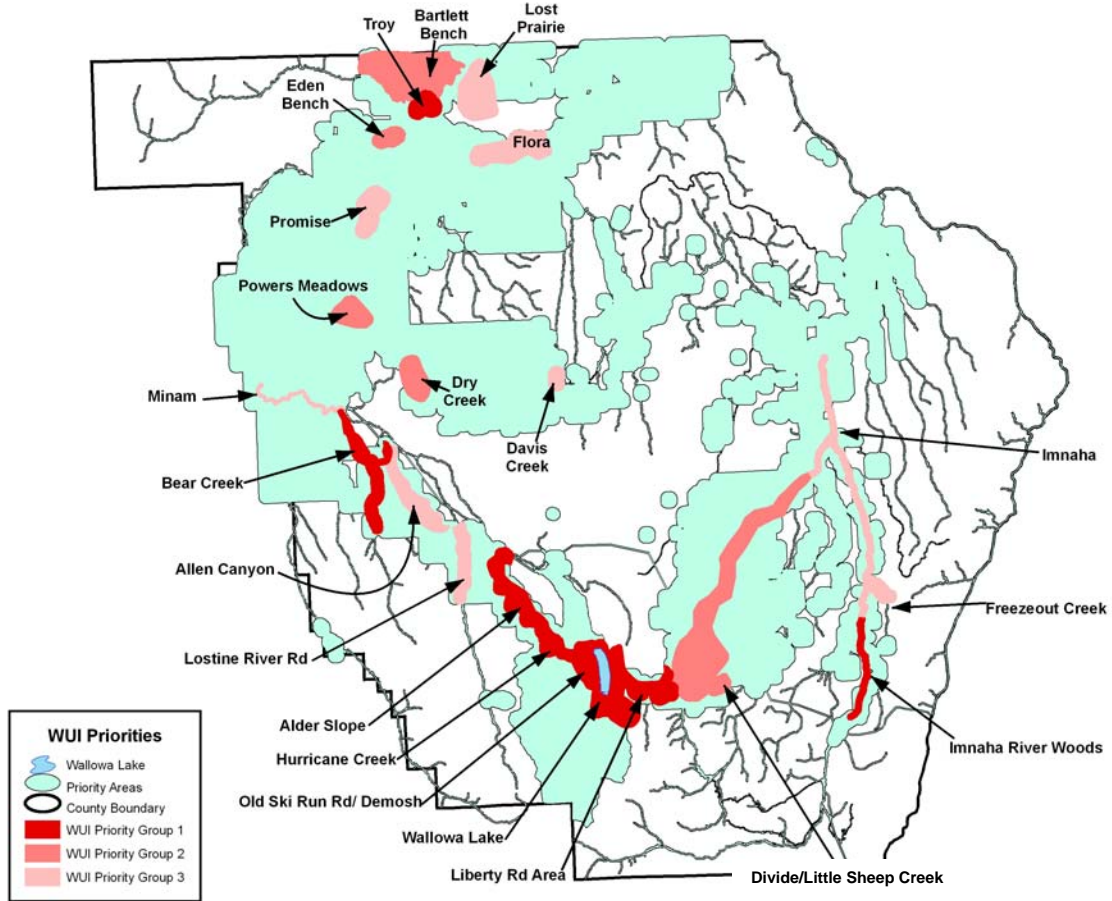 Bartlett
Bench
Lost
Prairie
Troy
Eden
Bench
Flora
Promise
Powers Meadows
Minam
Dry
Creek
Davis
Creek
Imnaha
Bear Creek
Allen Canyon
Freezeout Creek
Lostine River Rd
Alder Slope
Hurricane Creek
Imnaha River Woods
Old Ski Run Rd/ Demosh
Wallowa Lake
Liberty Rd Area
Divide/Little Sheep Creek
WUI Priorities
Wallowa Lake
Priority Areas
County Boundary
WUI Priority Group 1
WUI Priority Group 2
WUI Priority Group 3